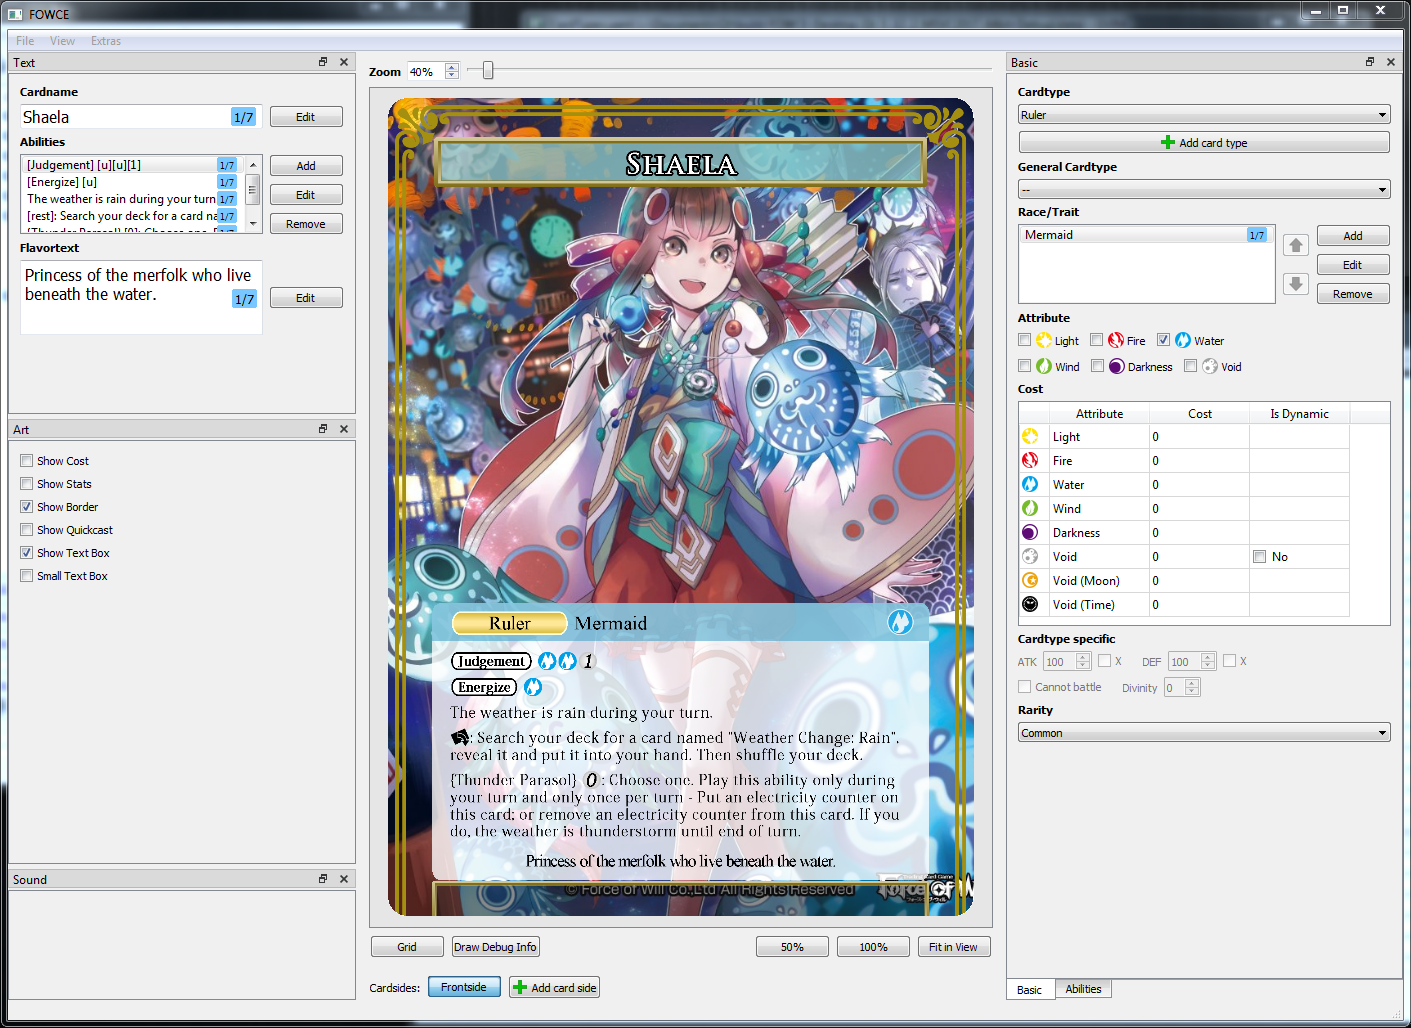 FOWCE
File View Extras
Text
Cardname
Shaela 1/7 Edit
Abilities
[Judgement] [u][u][1] 1/7 Add
[Energize] [u] 1/7
The weather is rain during your turn 1/7 Edit
[rest]: Search your deck for a card na 1/7
Remove
Flavortext
Princess of the merfolk who live
beneath the water. 1/7 Edit
Art
Show Cost
Show Stats
Show Border
Show Quickcast
Show Text Box
Small Text Box
Sound
Zoom 40%
Shaela
Ruler Mermaid
Judgement 1
Energize
The weather is rain during your turn.
: Search your deck for a card named "Weather Change: Rain",
reveal it and put it into your hand. Then shuffle your deck.
{Thunder Parasol} 0 : Choose one. Play this ability only during
your turn and only once per turn - Put an electricity counter on
this card; or remove an electricity counter from this card. If you
do, the weather is thunderstorm until end of turn.
Princess of the merfolk who live beneath the water.
© Force of Will Co.,Ltd All Rights Reserved
Force of W
Grid Draw Debug Info 50% 100% Fit in View
Cardsides: Frontside Add card side
Basic
Cardtype
Ruler
Add card type
General Cardtype
--
Race/Trait
Mermaid 1/7 Add
Edit
Remove
Attribute
Light Fire Water
Wind Darkness Void
Cost
Attribute Cost Is Dynamic
Light 0
Fire 0
Water 0
Wind 0
Darkness 0
Void 0 No
Void (Moon) 0
Void (Time) 0
Cardtype specific
ATK 100 X DEF 100 X
Cannot battle Divinity 0
Rarity
Common
Basic Abilities